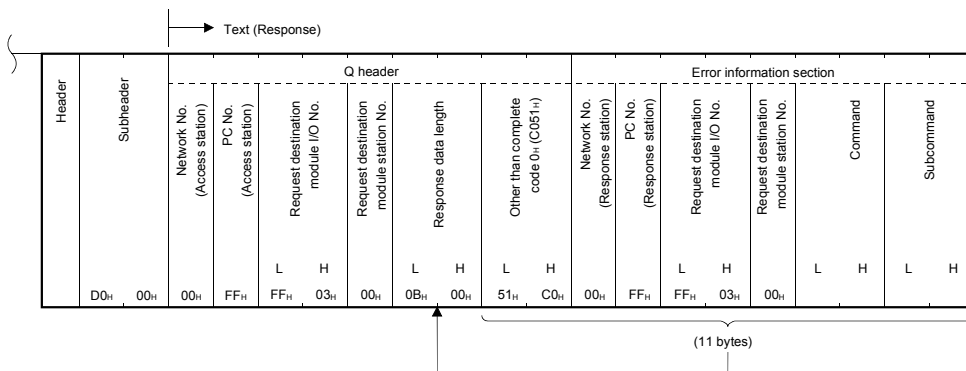 Text (Response)
Q header
Error information section
Header
Subheader
Network No.
(Access station)
PC No.
(Access station)
Request destination
module I/O No.
Request destination
module station No.
Response data length
Other than complete
code 0H (C051H)
Network No.
(Response station)
PC No.
(Response station)
Request destination
module I/O No.
Request destination
module station No.
Command
Subcommand
L H L H L H L H L H L H
D0H 00H 00H FFH FFH 03H 00H 0BH 00H 51H C0H 00H FFH FFH 03H 00H
(11 bytes)